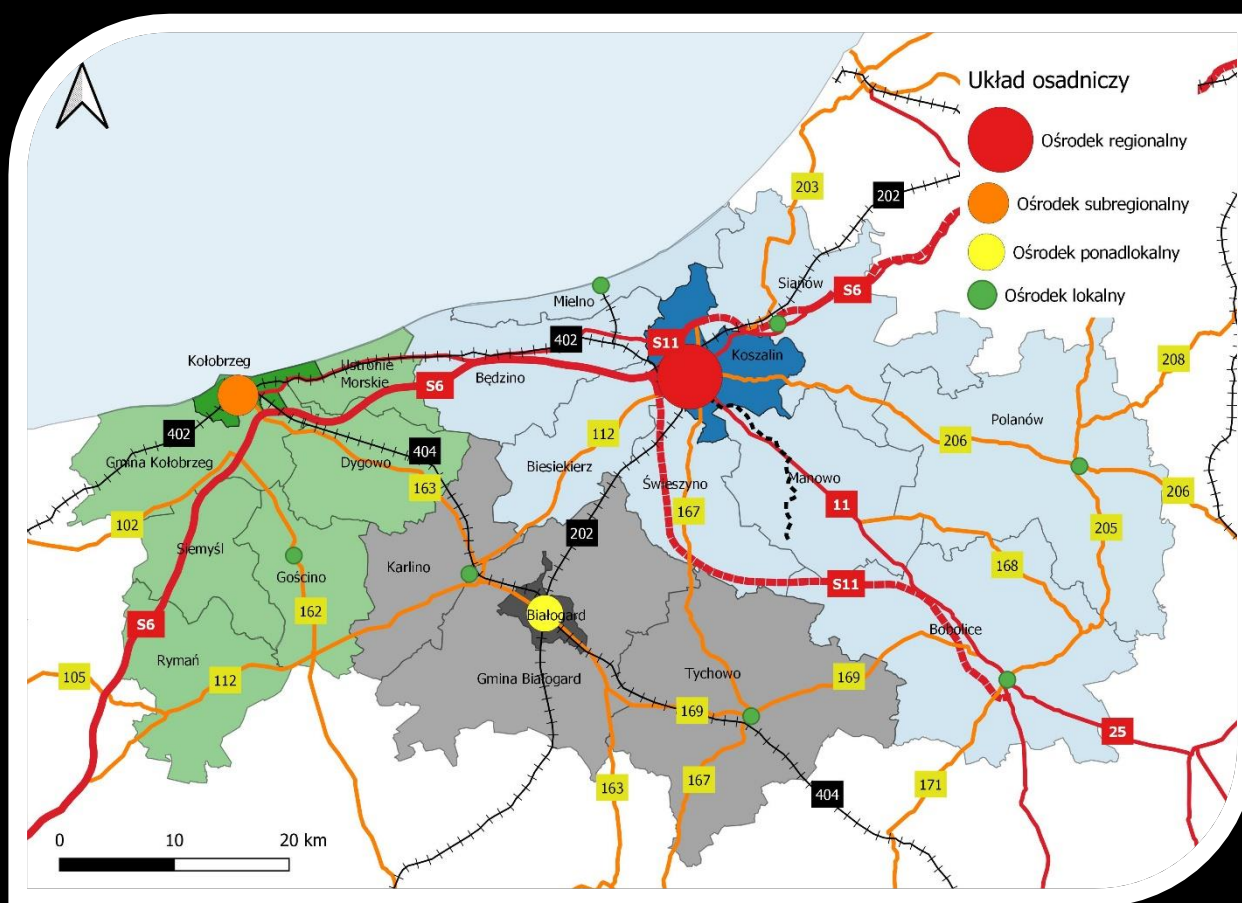 Układ osadniczy
Ośrodek regionalny
Ośrodek subregionalny
Ośrodek ponadlokalny
Ośrodek lokalny
203
202
Sianów
S6
Mielno
S11
402
Koszalin
Kołobrzeg
Ustronie
Morskie
Będzino
S6
208
402
112
Polanów
206
Gmina Kołobrzeg
404
Dygowo
163
Biesiekierz
Świeszyno
Manowo
206
102
167
11
205
202
Siemyśl
Gościno
Karlino
168
S11
162
S6
Białogard
Bobolice
Rymań
105
112
Gmina Białogard
Tychowo
169
169
25
163
167
171
404
0
10
20 km